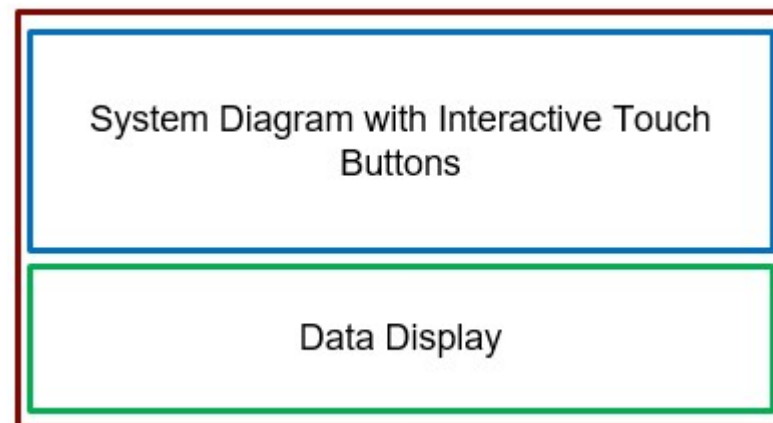 System Diagram with Interactive Touch
Buttons
Data Display